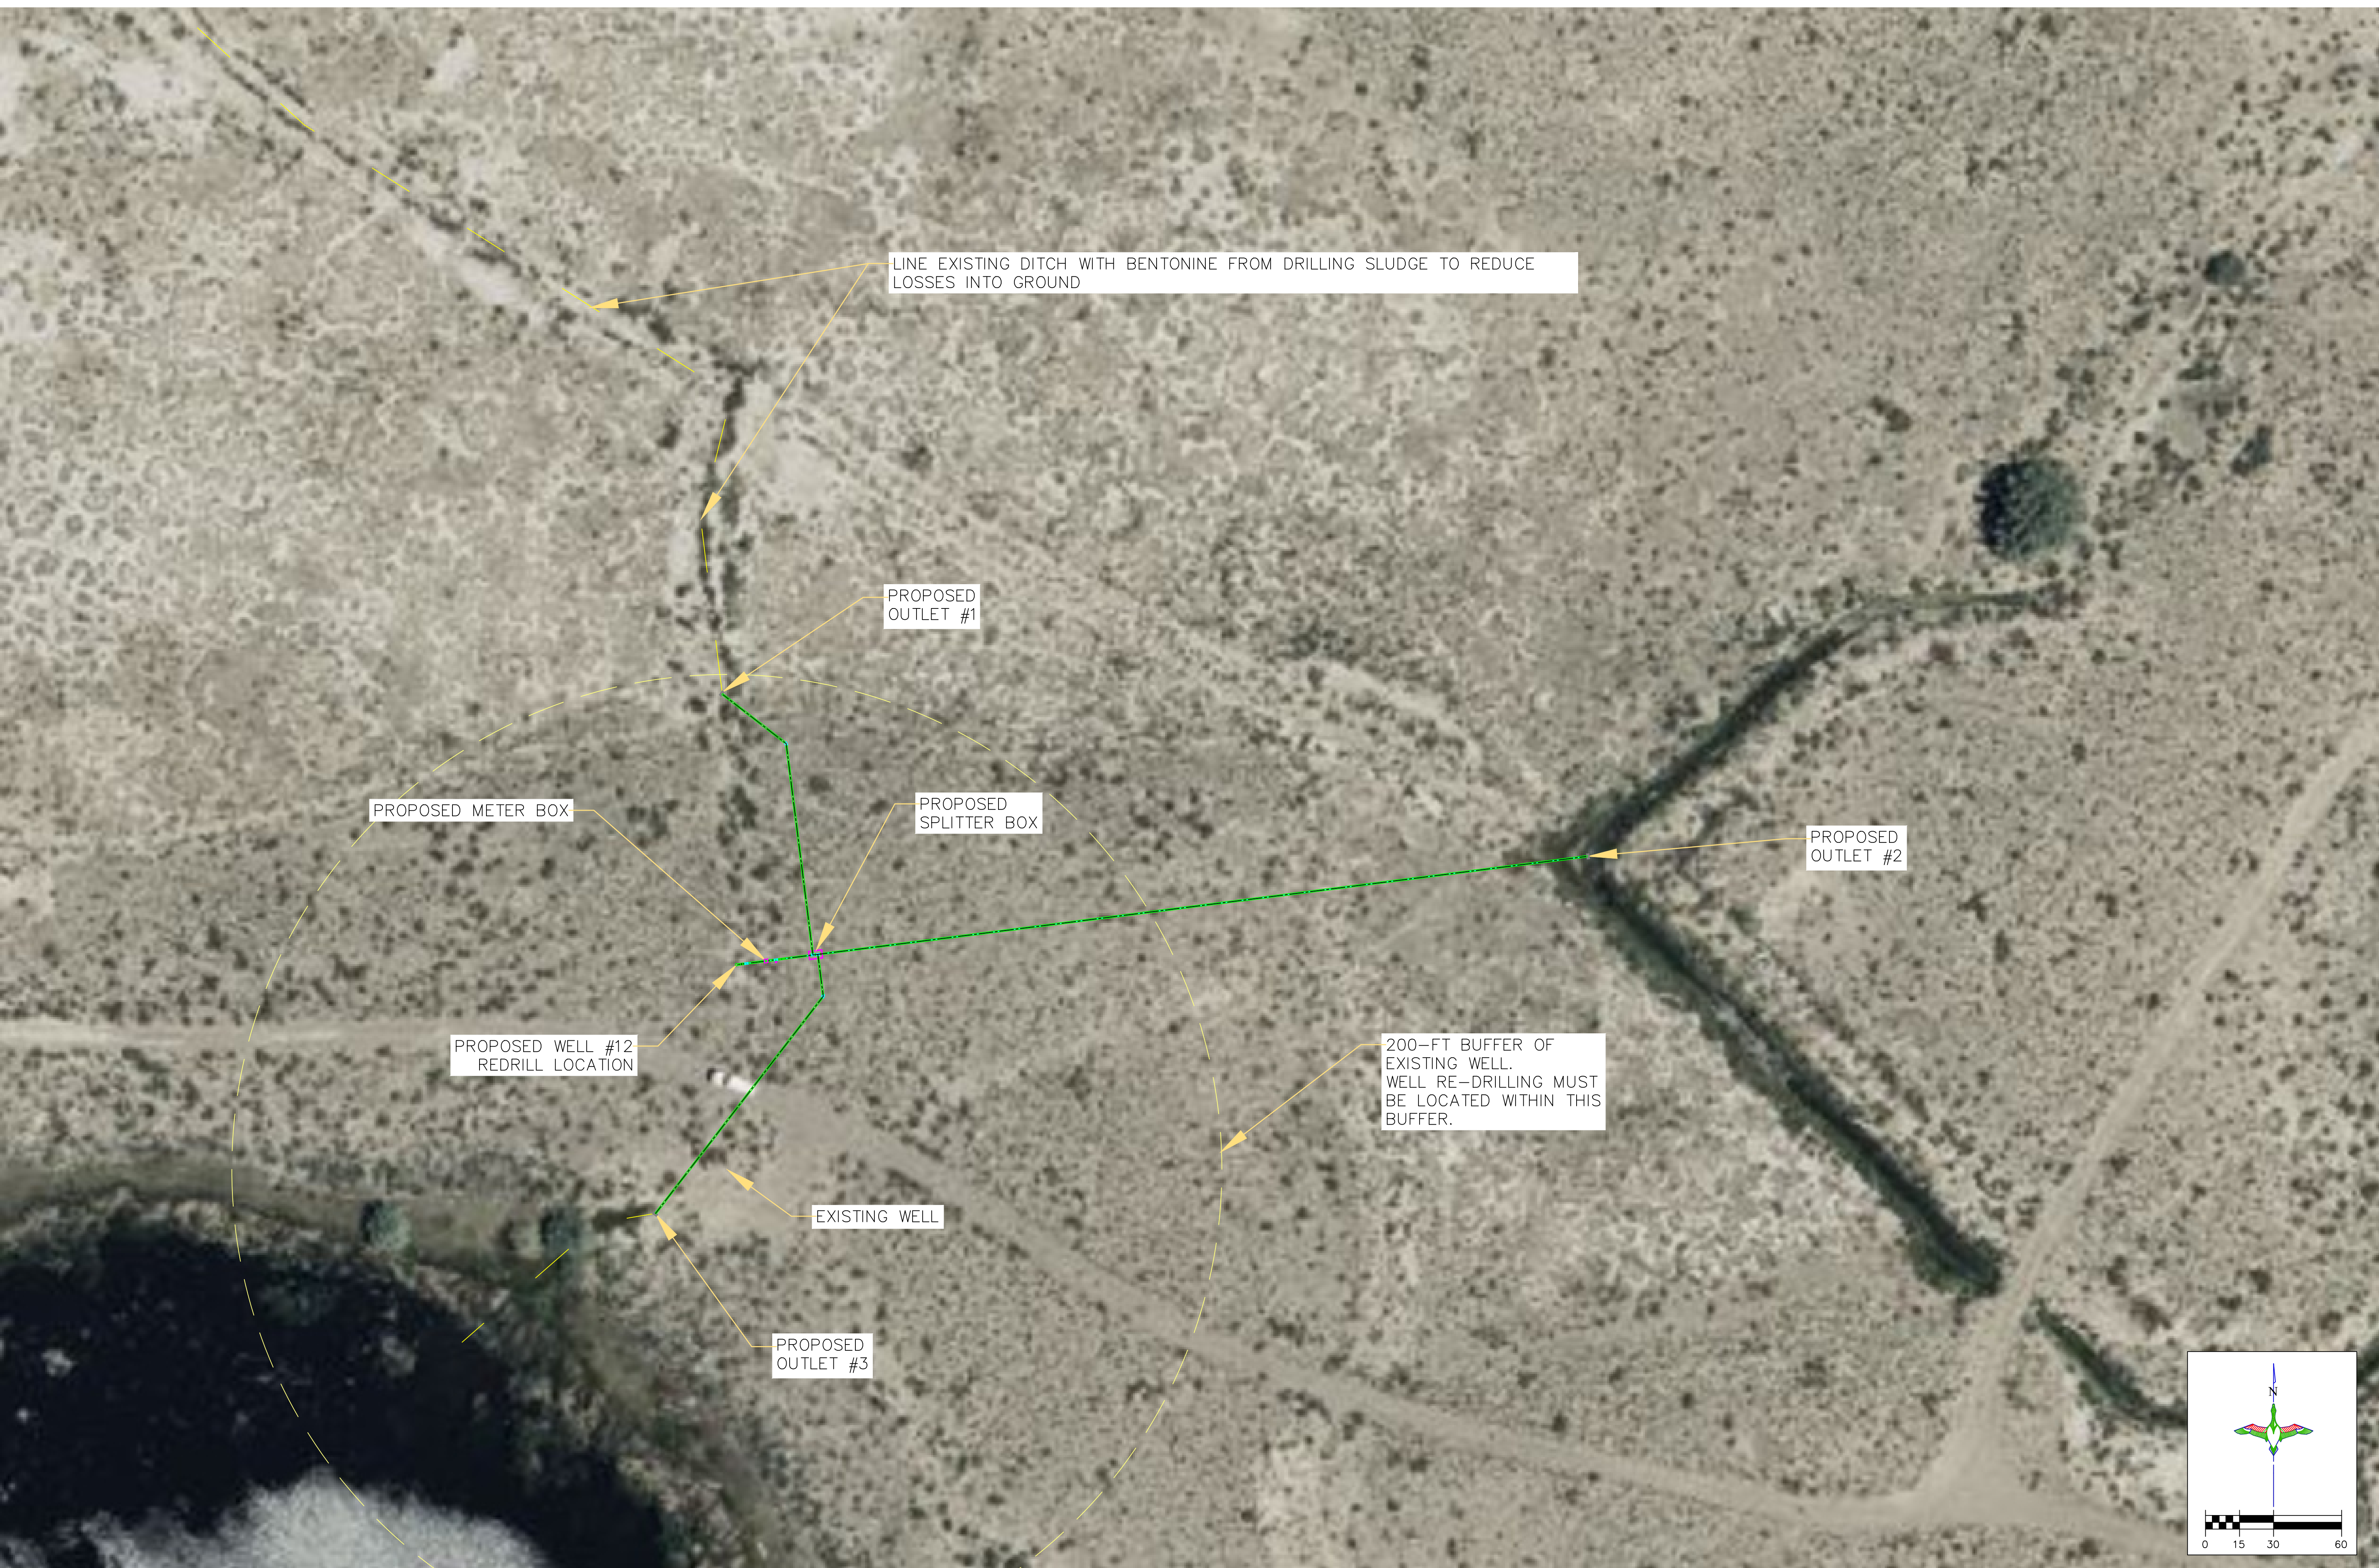 LINE EXISTING DITCH WITH BENTONINE FROM DRILLING SLUDGE TO REDUCE
LOSSES INTO GROUND
PROPOSED
OUTLET #1
PROPOSED METER BOX
PROPOSED
SPLITTER BOX
PROPOSED
OUTLET #2
PROPOSED WELL #12
REDRILL LOCATION
200-FT BUFFER OF
EXISTING WELL.
WELL RE-DRILLING MUST
BE LOCATED WITHIN THIS
BUFFER.
EXISTING WELL
PROPOSED
OUTLET #3
N
0 15 30 60